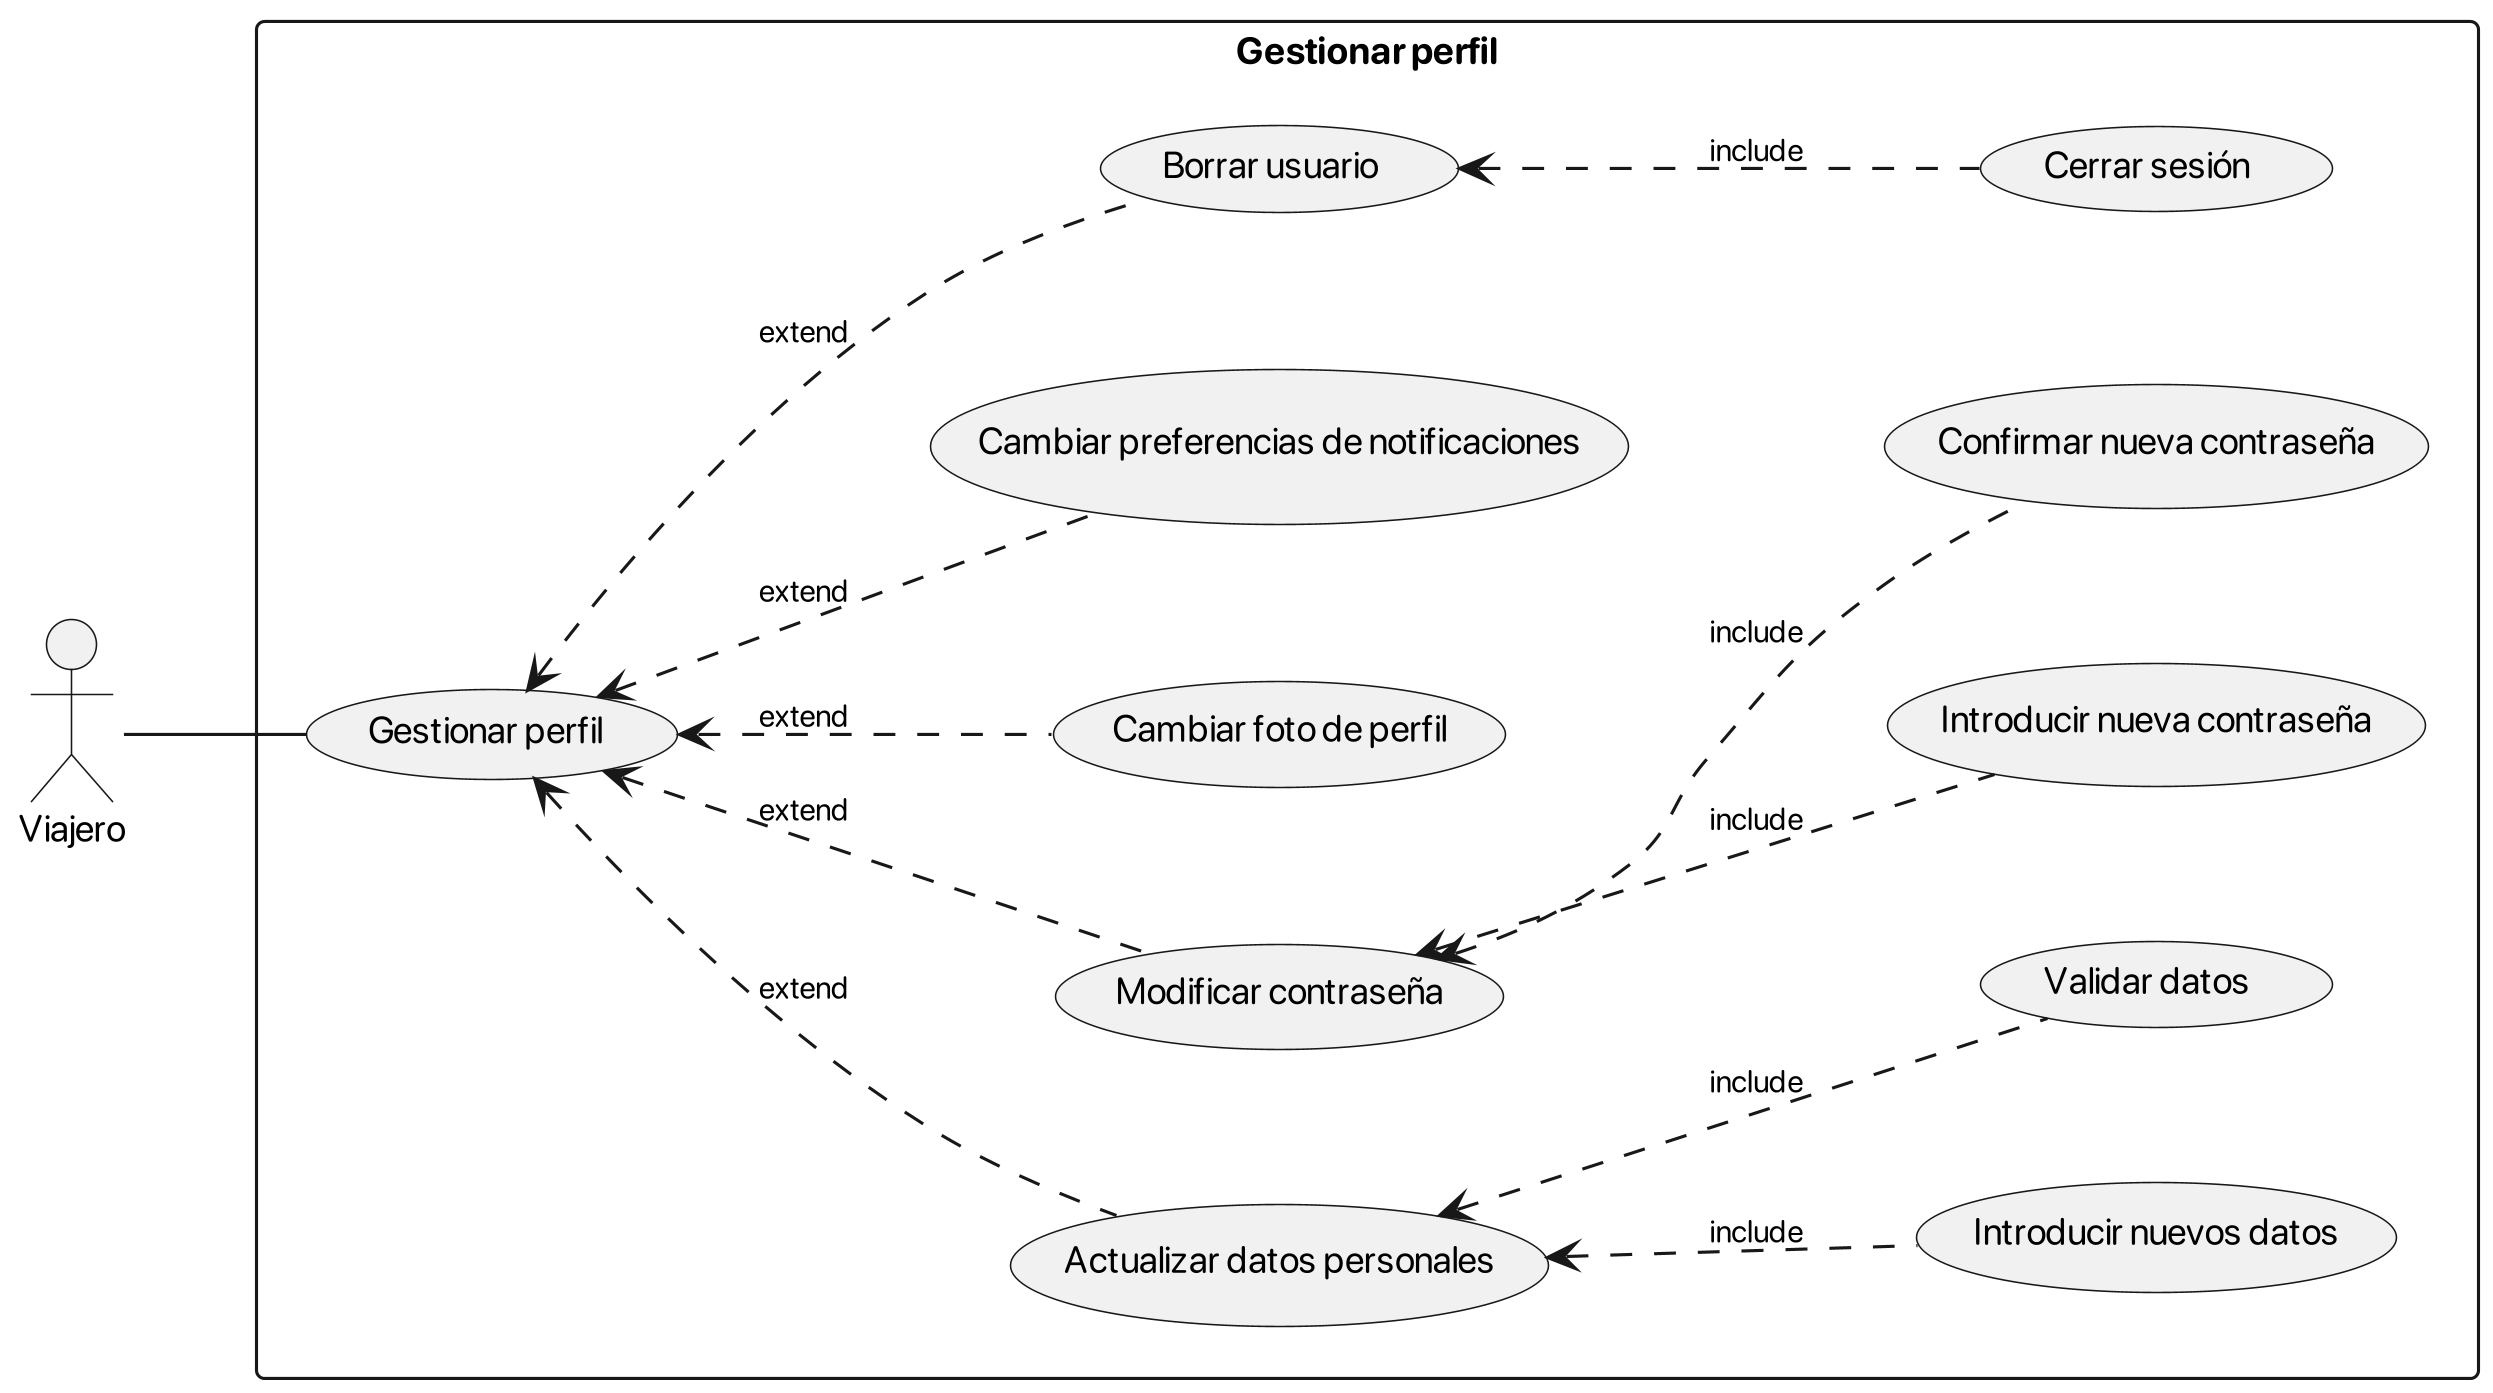 Gestionar perfil
Borrar usuario
include
Cerrar sesión
extend
Cambiar preferencias de notificaciones
Confirmar nueva contraseña
extend
include
Viajero
Gestionar perfil
extend
Cambiar foto de perfil
Introducir nueva contraseña
extend
include
Modificar contraseña
Validar datos
extend
include
Actualizar datos personales
include
Introducir nuevos datos